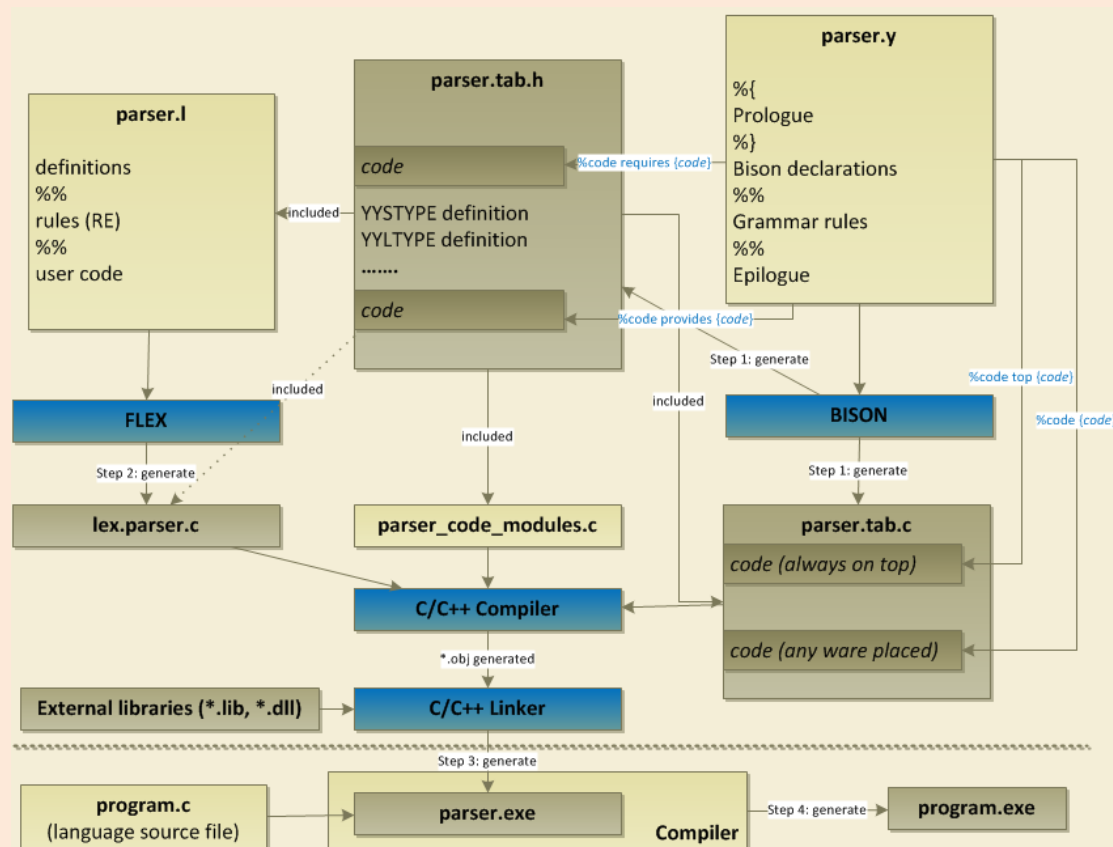 parser.l
definitions
%%
rules (RE)
%%
user code
parser.tab.h
code
YYSTYPE definition
YYLTYPE definition
.......
code
parser.y
%{
Prologue
%}
Bison declarations
%%
Grammar rules
%%
Epilogue
%code requires {code}
included
%code provides {code}
Step 1: generate
%code top {code}
%code {code}
included
included
included
FLEX
BISON
Step 2: generate
Step 1: generate
lex.parser.c
parser_code_modules.c
parser.tab.c
code (always on top)
code (any ware placed)
C/C++ Compiler
*.obj generated
External libraries (*.lib, *.dll)
C/C++ Linker
Step 3: generate
program.c
(language source file)
parser.exe
Compiler
Step 4: generate
program.exe